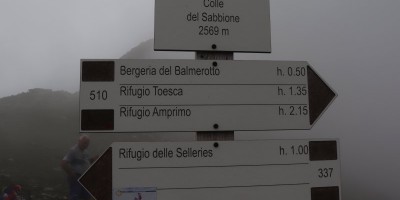 Colle
del Sabbione
2569 m
Bergeria del Balmerotto h. 0.50
510
Rifugio Toesca h. 1.35
Rifugio Amprimo h. 2.15
Rifugio delle Selleries h. 1.00
337